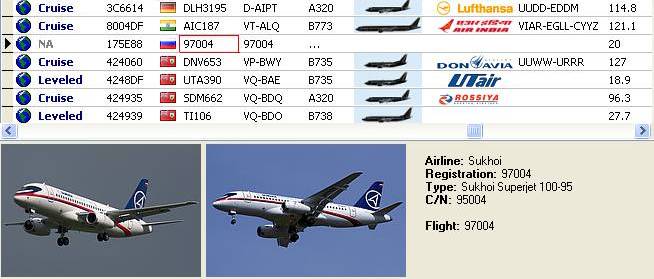 Cruise 3C6614 DLH3195 D-AIPT A320 Lufthansa UUDD-EDDM 114.8
Cruise 8004DF AIC187 VT-ALQ B773 AIR INDIA VIAR-EGLL-CYYZ 121.1
NA 175E88 97004 97004 ... 20
Cruise 424060 DNV653 VP-BWY B735 DONAVIA UUWW-URRR 127
Leveled 4248DF UTA390 VQ-BAE B735 UTair 18.9
Cruise 424935 SDM662 VQ-BDQ A320 ROSSIYA 96.3
Leveled 424939 TI106 VQ-BDO B738 27.7
Airline: Sukhoi
Registration: 97004
Type: Sukhoi Superjet 100-95
C/N: 95004
Flight: 97004